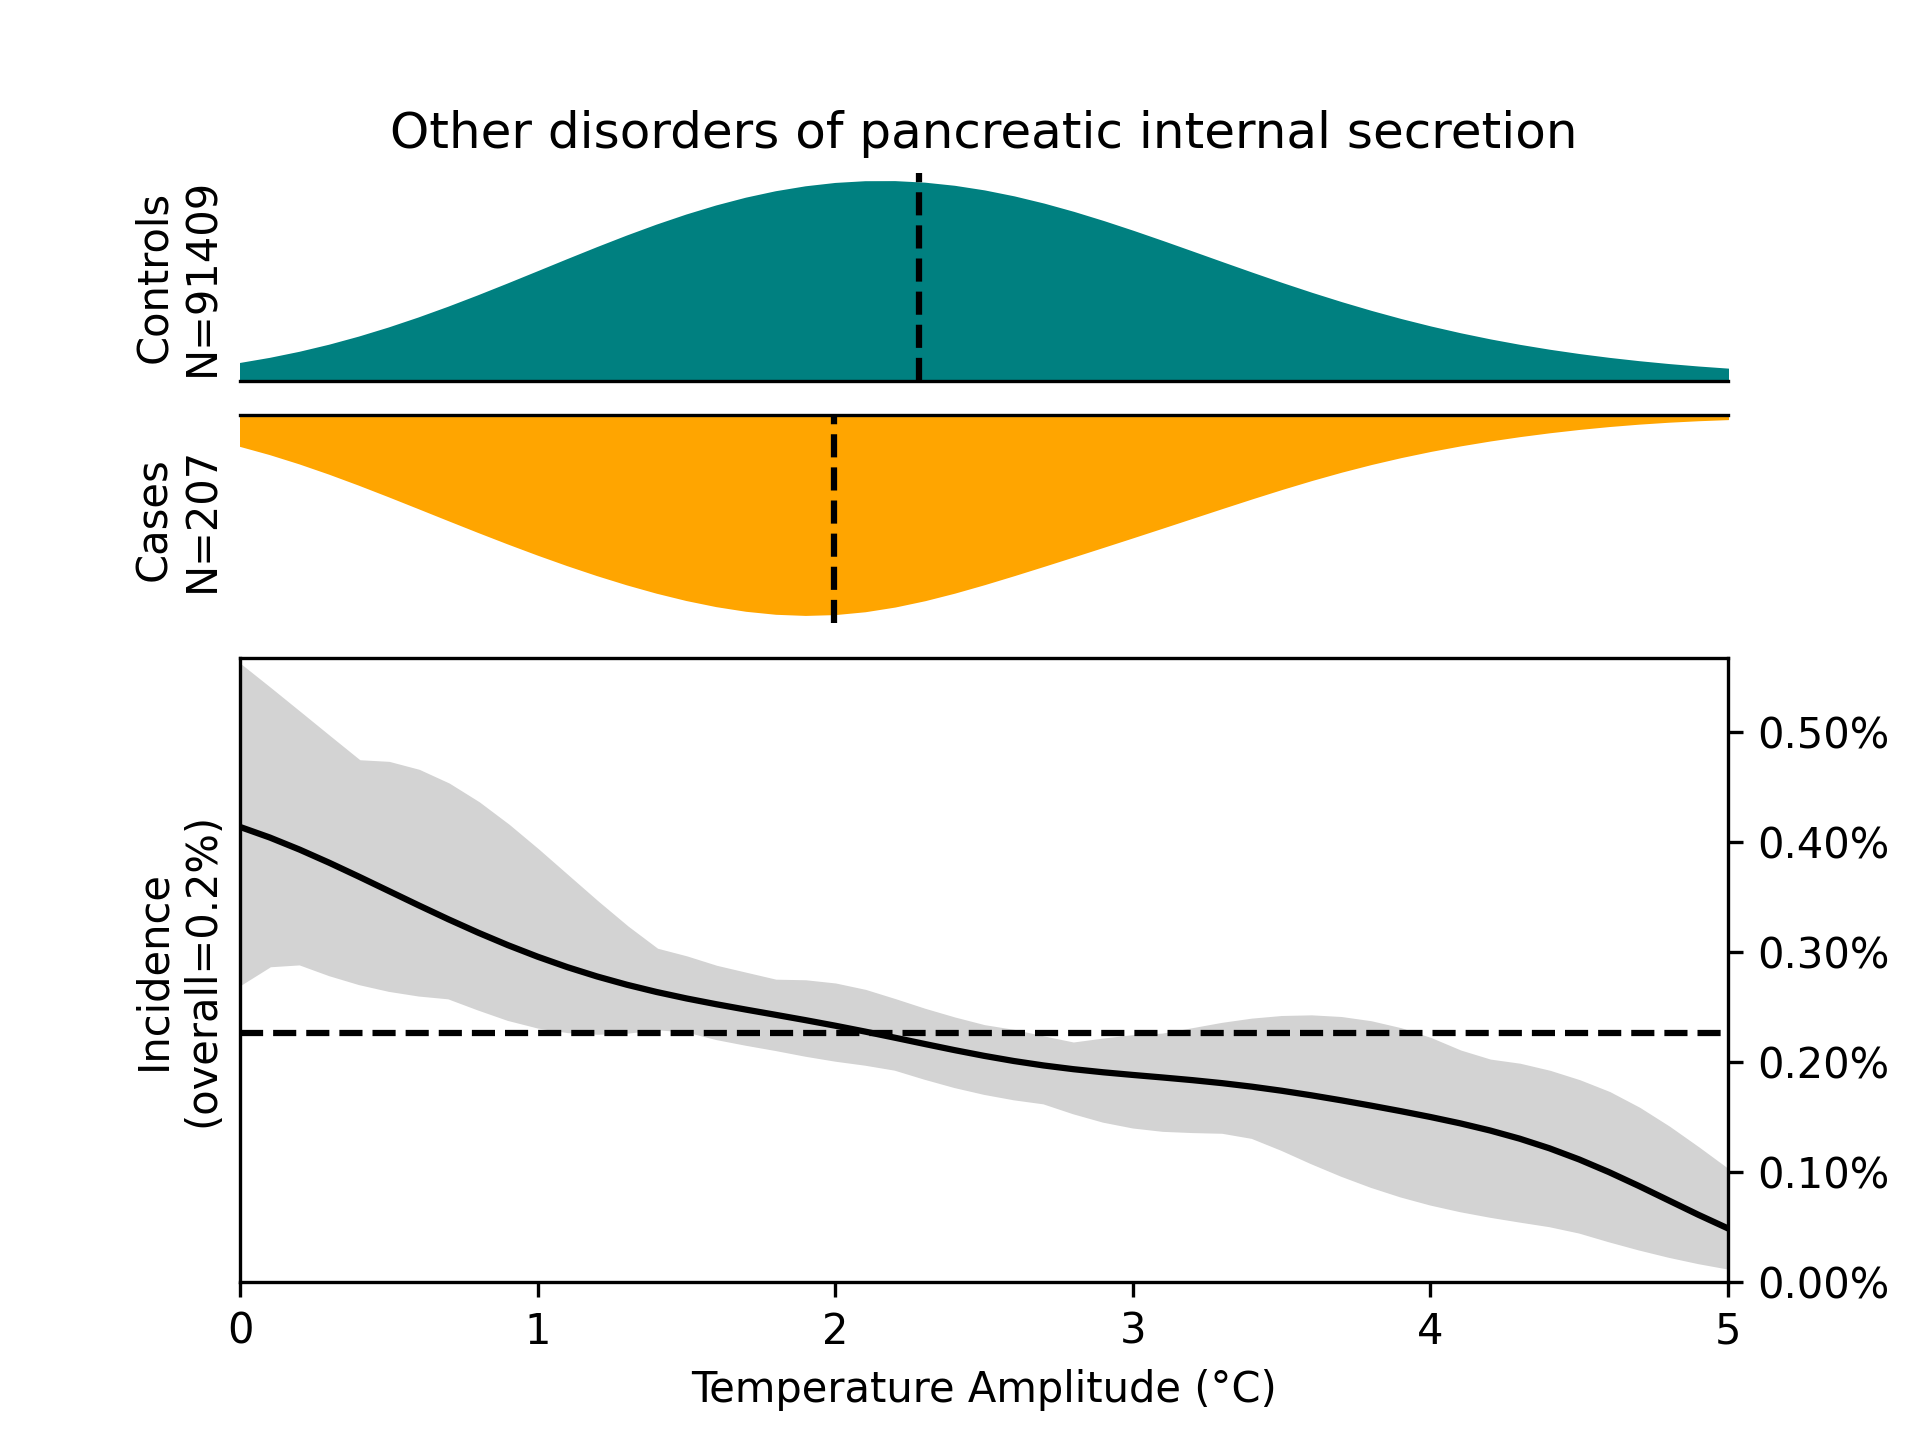 Other disorders of pancreatic internal secretion
Controls
N=91409
Cases
N=207
Incidence
(overall=0.2%)
0.50%
0.40%
0.30%
0.20%
0.10%
0.00%
0 1 2 3 4 5
Temperature Amplitude (°C)